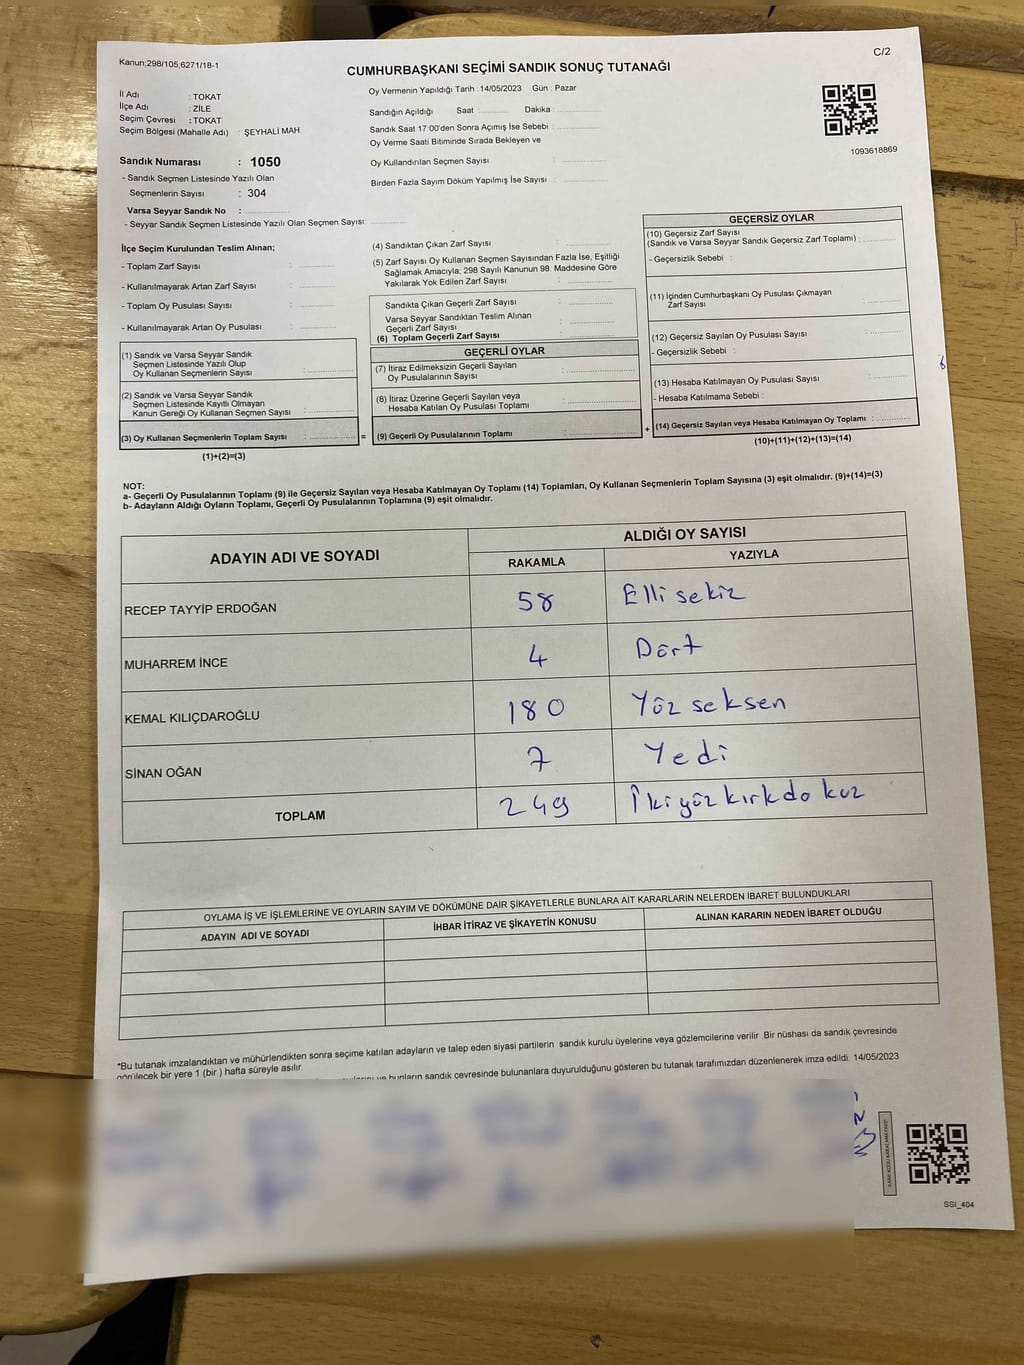 C/2
Kanun;298/105;6271/18-1
CUMHURBAŞKANI SEÇİMİ SANDIK SONUÇ TUTANAĞI
İl Adı : TOKAT
İlçe Adı : ZİLE
Seçim Çevresi : TOKAT
Seçim Bölgesi (Mahalle Adı) : ŞEYHALİ MAH.
Sandık Numarası : 1050
- Sandık Seçmen Listesinde Yazılı Olan
Seçmenlerin Sayısı : 304
Varsa Seyyar Sandık No :
- Seyyar Sandık Seçmen Listesinde Yazılı Olan Seçmen Sayısı:
Oy Vermenin Yapıldığı Tarih :14/05/2023 Gün : Pazar
Sandığın Açıldığı Saat : Dakika :
Sandık Saat 17:00'den Sonra Açımış İse Sebebi :
Oy Verme Saati Bitiminde Sırada Bekleyen ve
Oy Kullandırılan Seçmen Sayısı :
Birden Fazla Sayım Döküm Yapılmış İse Sayısı :
1093618869
İlçe Seçim Kurulundan Teslim Alınan;
- Toplam Zarf Sayısı :
- Kullanılmayarak Artan Zarf Sayısı :
- Toplam Oy Pusulası Sayısı :
- Kullanılmayarak Artan Oy Pusulası :
(4) Sandıktan Çıkan Zarf Sayısı :
(5) Zarf Sayısı Oy Kullanan Seçmen Sayısından Fazla İse, Eşitliği
Sağlamak Amacıyla; 298 Sayılı Kanunun 98. Maddesine Göre
Yakılarak Yok Edilen Zarf Sayısı :
Sandıkta Çıkan Geçerli Zarf Sayısı :
Varsa Seyyar Sandıktan Teslim Alınan
Geçerli Zarf Sayısı :
(6) Toplam Geçerli Zarf Sayısı :
GEÇERSİZ OYLAR
(10) Geçersiz Zarf Sayısı
(Sandık ve Varsa Seyyar Sandık Geçersiz Zarf Toplamı) :
- Geçersizlik Sebebi :
(11) İçinden Cumhurbaşkanı Oy Pusulası Çıkmayan
Zarf Sayısı :
(12) Geçersiz Sayılan Oy Pusulası Sayısı :
- Geçersizlik Sebebi :
(13) Hesaba Katılmayan Oy Pusulası Sayısı :
- Hesaba Katılmama Sebebi :
(14) Geçersiz Sayılan veya Hesaba Katılmayan Oy Toplamı :
(10)+(11)+(12)+(13)=(14)
(1) Sandık ve Varsa Seyyar Sandık
Seçmen Listesinde Yazılı Olup
Oy Kullanan Seçmenlerin Sayısı :
(2) Sandık ve Varsa Seyyar Sandık
Seçmen Listesinde Kayıtlı Olmayan
Kanun Gereği Oy Kullanan Seçmen Sayısı :
(3) Oy Kullanan Seçmenlerin Toplam Sayısı : =
(1)+(2)=(3)
GEÇERLİ OYLAR
(7) İtiraz Edilmeksizin Geçerli Sayılan
Oy Pusulalarının Sayısı :
(8) İtiraz Üzerine Geçerli Sayılan veya
Hesaba Katılan Oy Pusulası Toplamı :
(9) Geçerli Oy Pusulalarının Toplamı : +
6
NOT:
a- Geçerli Oy Pusulalarının Toplamı (9) ile Geçersiz Sayılan veya Hesaba Katılmayan Oy Toplamı (14) Toplamları, Oy Kullanan Seçmenlerin Toplam Sayısına (3) eşit olmalıdır. (9)+(14)=(3)
b- Adayların Aldığı Oyların Toplamı, Geçerli Oy Pusulalarının Toplamına (9) eşit olmalıdır.
ADAYIN ADI VE SOYADI
ALDIĞI OY SAYISI
RAKAMLA YAZIYLA
RECEP TAYYİP ERDOĞAN 58 Elli sekiz
MUHARREM İNCE 4 Dört
KEMAL KILIÇDAROĞLU 180 Yüz seksen
SİNAN OĞAN 7 Yedi
TOPLAM 249 İkiyüz kırkdokuz
OYLAMA İŞ VE İŞLEMLERİNE VE OYLARIN SAYIM VE DÖKÜMÜNE DAİR ŞİKAYETLERLE BUNLARA AİT KARARLARIN NELERDEN İBARET BULUNDUKLARI
ADAYIN ADI VE SOYADI İHBAR İTİRAZ VE ŞİKAYETİN KONUSU ALINAN KARARIN NEDEN İBARET OLDUĞU
*Bu tutanak imzalandıktan ve mühürlendikten sonra seçime katılan adayların ve talep eden siyasi partilerin sandık kurulu üyelerine veya gözlemcilerine verilir. Bir nüshası da sandık çevresinde
görülecek bir yere 1 (bir ) hafta süreyle asılır.
ve bunların sandık çevresinde bulunanlara duyurulduğunu gösteren bu tutanak tarafımızdan düzenlenerek imza edildi. 14/05/2023
SSI_404